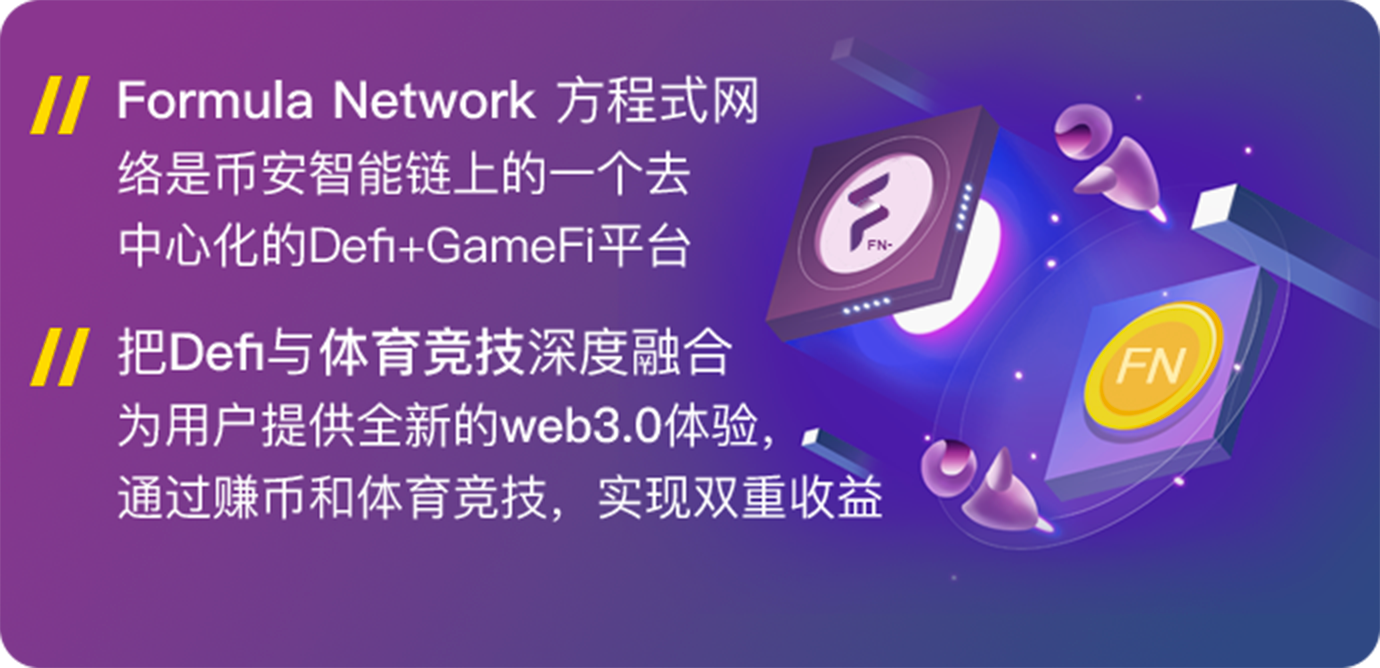 Formula Network 方程式网
络是币安智能链上的一个去
中心化的Defi+GameFi平台
把Defi与体育竞技深度融合
为用户提供全新的web3.0体验，
通过赚币和体育竞技，实现双重收益
FN-
FN